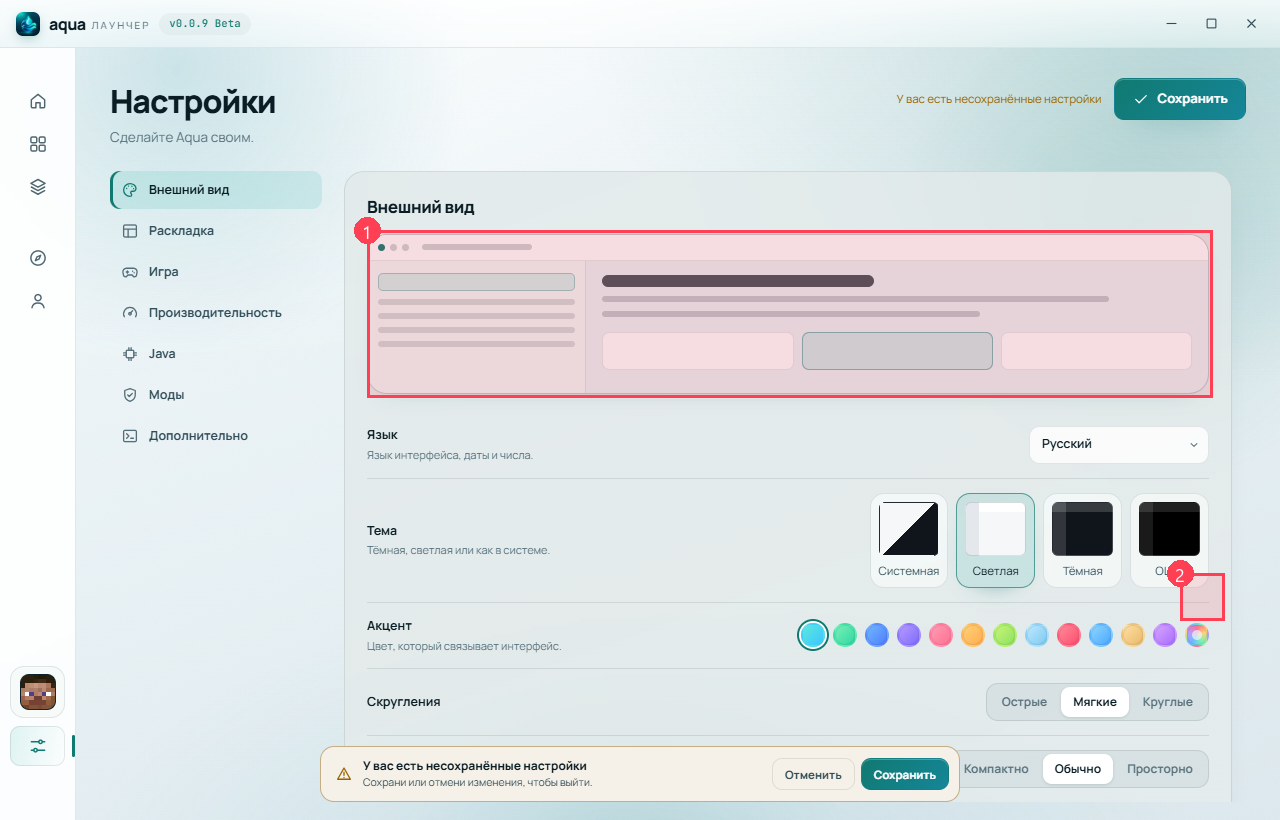 aqua ЛАУНЧЕР v0.0.9 Beta
Настройки
Сделайте Aqua своим.
У вас есть несохранённые настройки
Сохранить
Внешний вид
Раскладка
Игра
Производительность
Java
Моды
Дополнительно
Внешний вид
1
Язык
Язык интерфейса, даты и числа.
Русский
Тема
Тёмная, светлая или как в системе.
Системная Светлая Тёмная
2
Акцент
Цвет, который связывает интерфейс.
Скругления
Острые Мягкие Круглые
Компактно Обычно Просторно
У вас есть несохранённые настройки
Сохрани или отмени изменения, чтобы выйти.
Отменить Сохранить